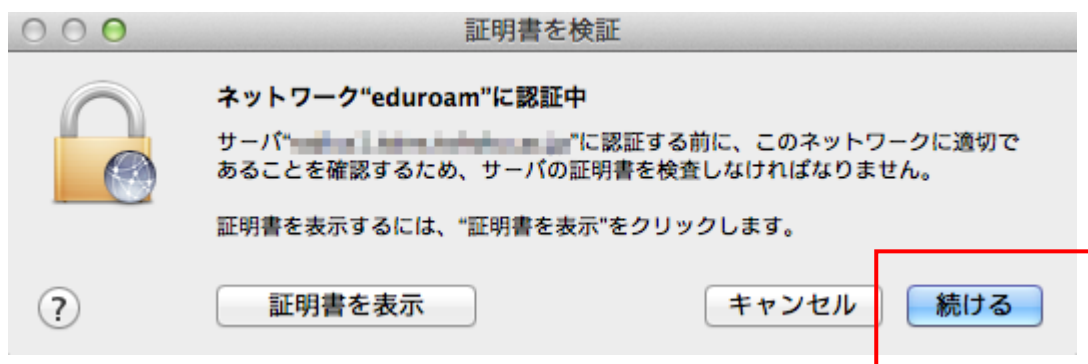 証明書を検証
ネットワーク“eduroam”に認証中
サーバ“ ”に認証する前に、このネットワークに適切で
あることを確認するため、サーバの証明書を検査しなければなりません。
証明書を表示するには、“証明書を表示”をクリックします。
?
証明書を表示
キャンセル
続ける